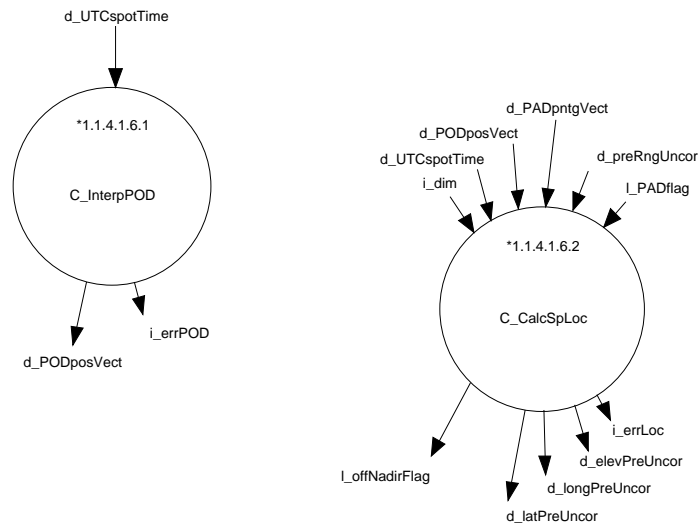 d_UTCspotTime
*1.1.4.1.6.1
C_InterpPOD
i_errPOD
d_PODposVect
d_PADpntgVect
d_PODposVect
d_UTCspotTime
i_dim
d_preRngUncor
l_PADflag
*1.1.4.1.6.2
C_CalcSpLoc
i_errLoc
d_elevPreUncor
l_offNadirFlag
d_longPreUncor
d_latPreUncor